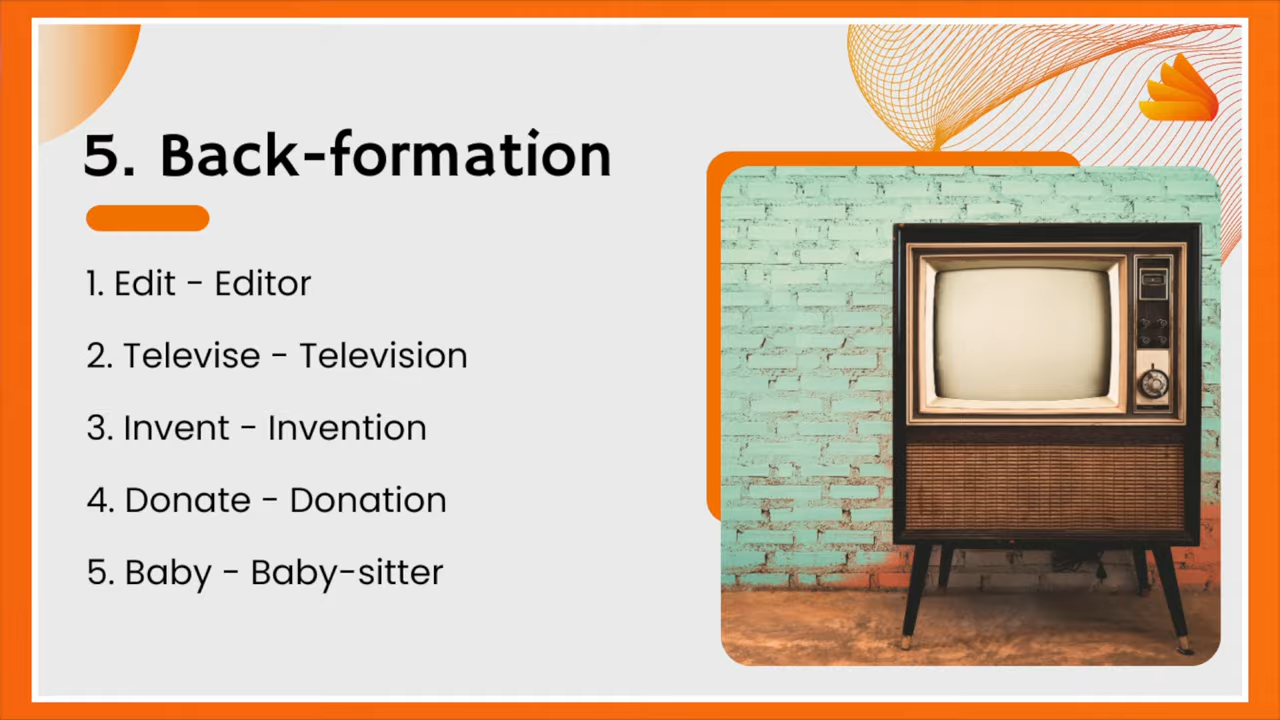 5. Back-formation
1. Edit - Editor
2. Televise - Television
3. Invent - Invention
4. Donate - Donation
5. Baby - Baby-sitter